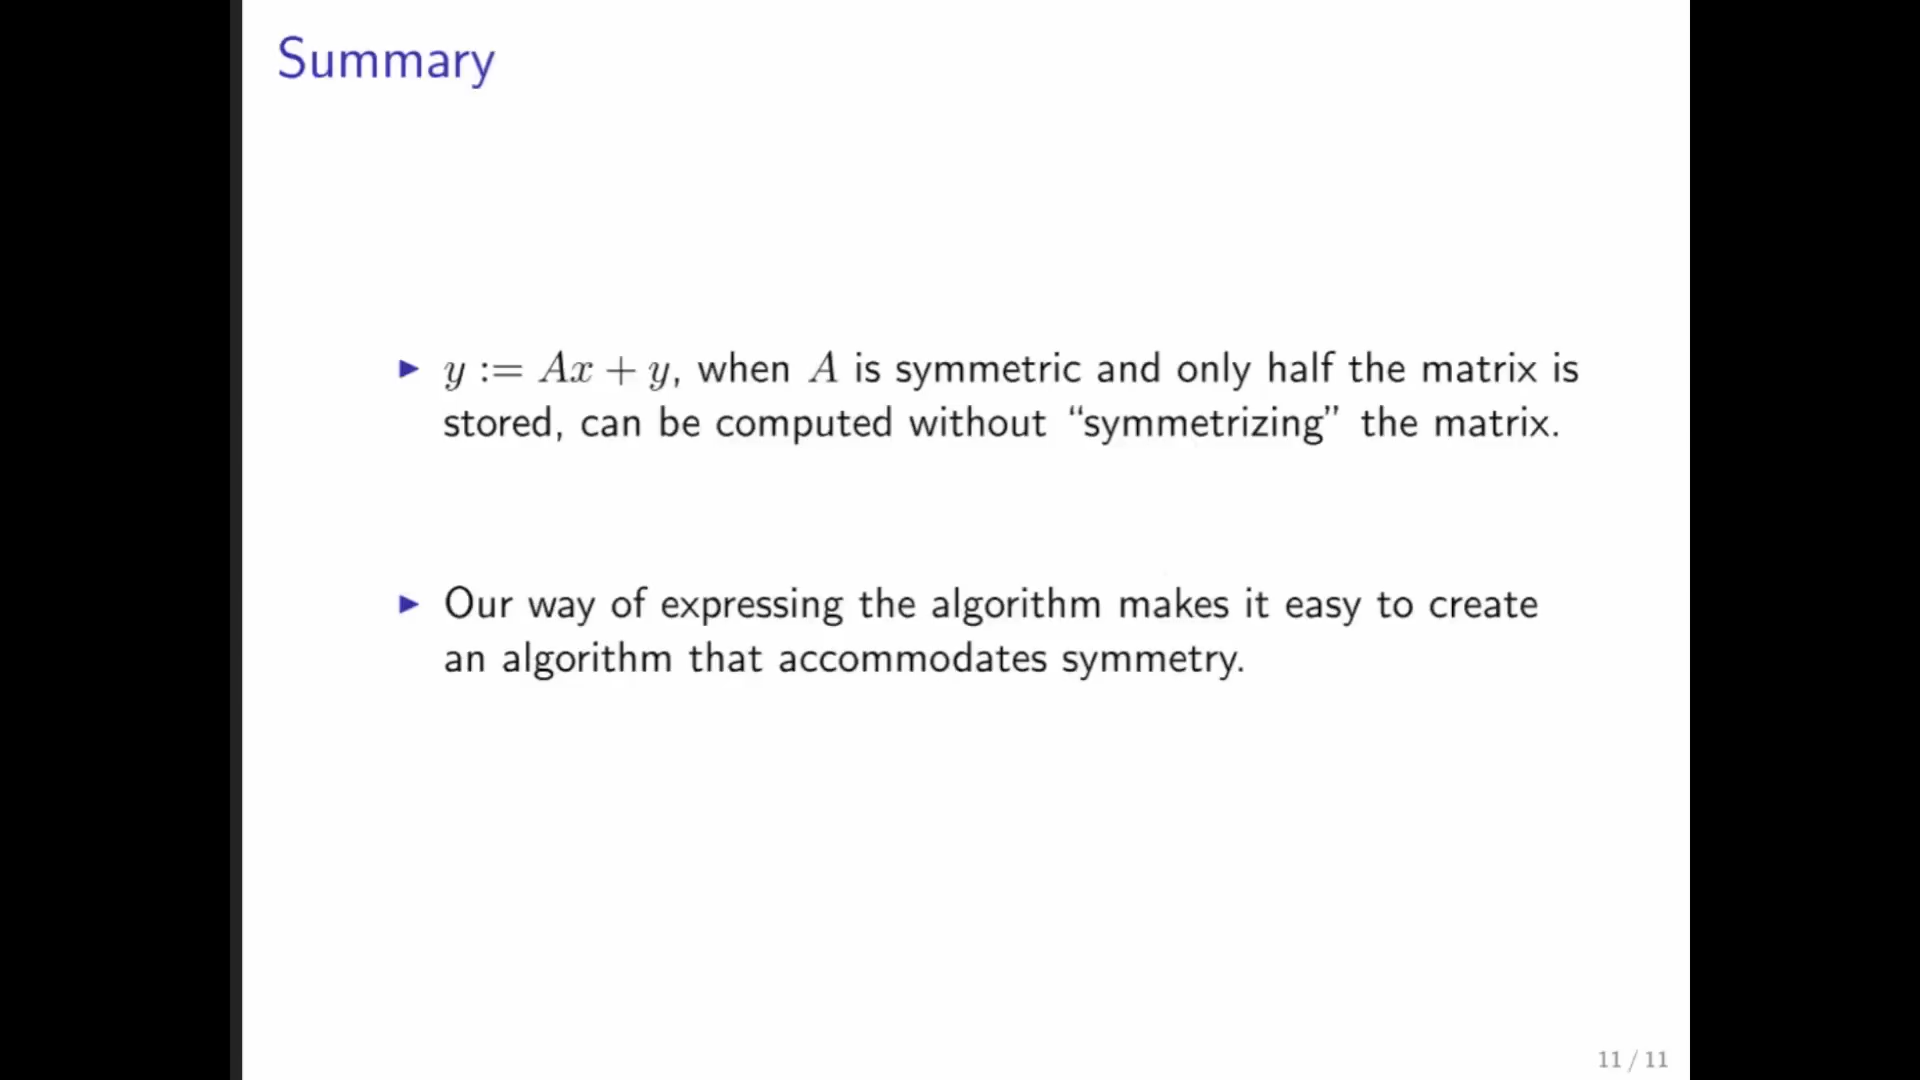 Summary
▶ y := Ax + y, when A is symmetric and only half the matrix is
stored, can be computed without “symmetrizing” the matrix.
▶ Our way of expressing the algorithm makes it easy to create
an algorithm that accommodates symmetry.
11 / 11